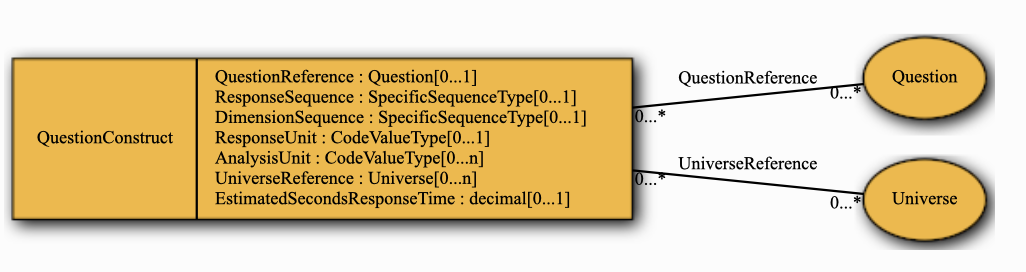 QuestionConstruct
QuestionReference : Question[0...1]
ResponseSequence : SpecificSequenceType[0...1]
DimensionSequence : SpecificSequenceType[0...1]
ResponseUnit : CodeValueType[0...1]
AnalysisUnit : CodeValueType[0...n]
UniverseReference : Universe[0...n]
EstimatedSecondsResponseTime : decimal[0...1]
QuestionReference
0...*
0...*
Question
UniverseReference
0...*
0...*
Universe